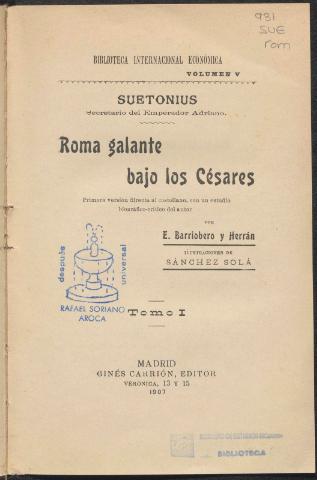 931
SUE
rom
BIBLIOTECA INTERNACIONAL ECONÓMICA
VOLUMEN V
SUETONIUS
Secretario del Emperador Adriano.
Roma galante
bajo los Césares
Primera versión directa al castellano, con un estudio
biográfico-crítico del autor
POR
E. Barriobero y Herrán
ILUSTRACIONES DE
SÁNCHEZ SOLÁ
después
universal
RAFAEL SORIANO
AROCA
Tomo I
MADRID
GINÉS CARRIÓN, EDITOR
VERÓNICA, 13 Y 15
1907
BIBLIOTECA